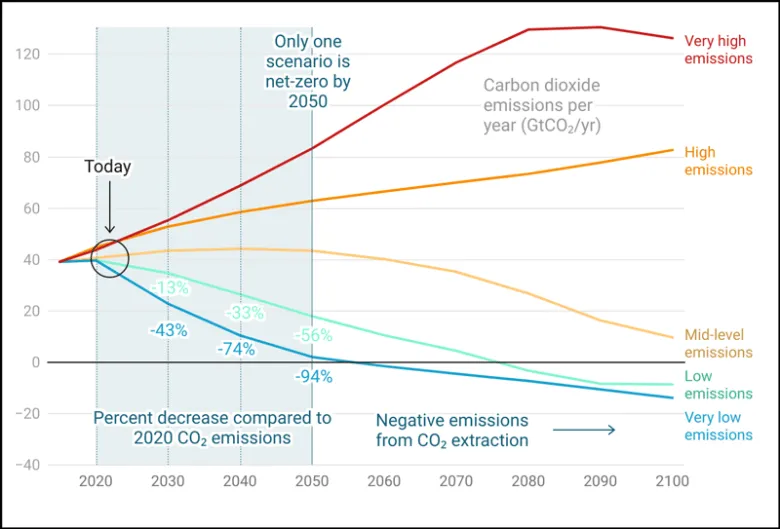 Only one
scenario is
net-zero by
2050
Very high
emissions
120
Carbon dioxide
emissions per
year (GtCO₂/yr)
100
Today
80
High
emissions
60
40
20
-13%
-33%
-43%
-56%
-74%
Mid-level
emissions
0
-94%
Low
emissions
−20
Percent decrease compared to
2020 CO₂ emissions
Negative emissions
from CO₂ extraction
Very low
emissions
−40
2020 2030 2040 2050 2060 2070 2080 2090 2100